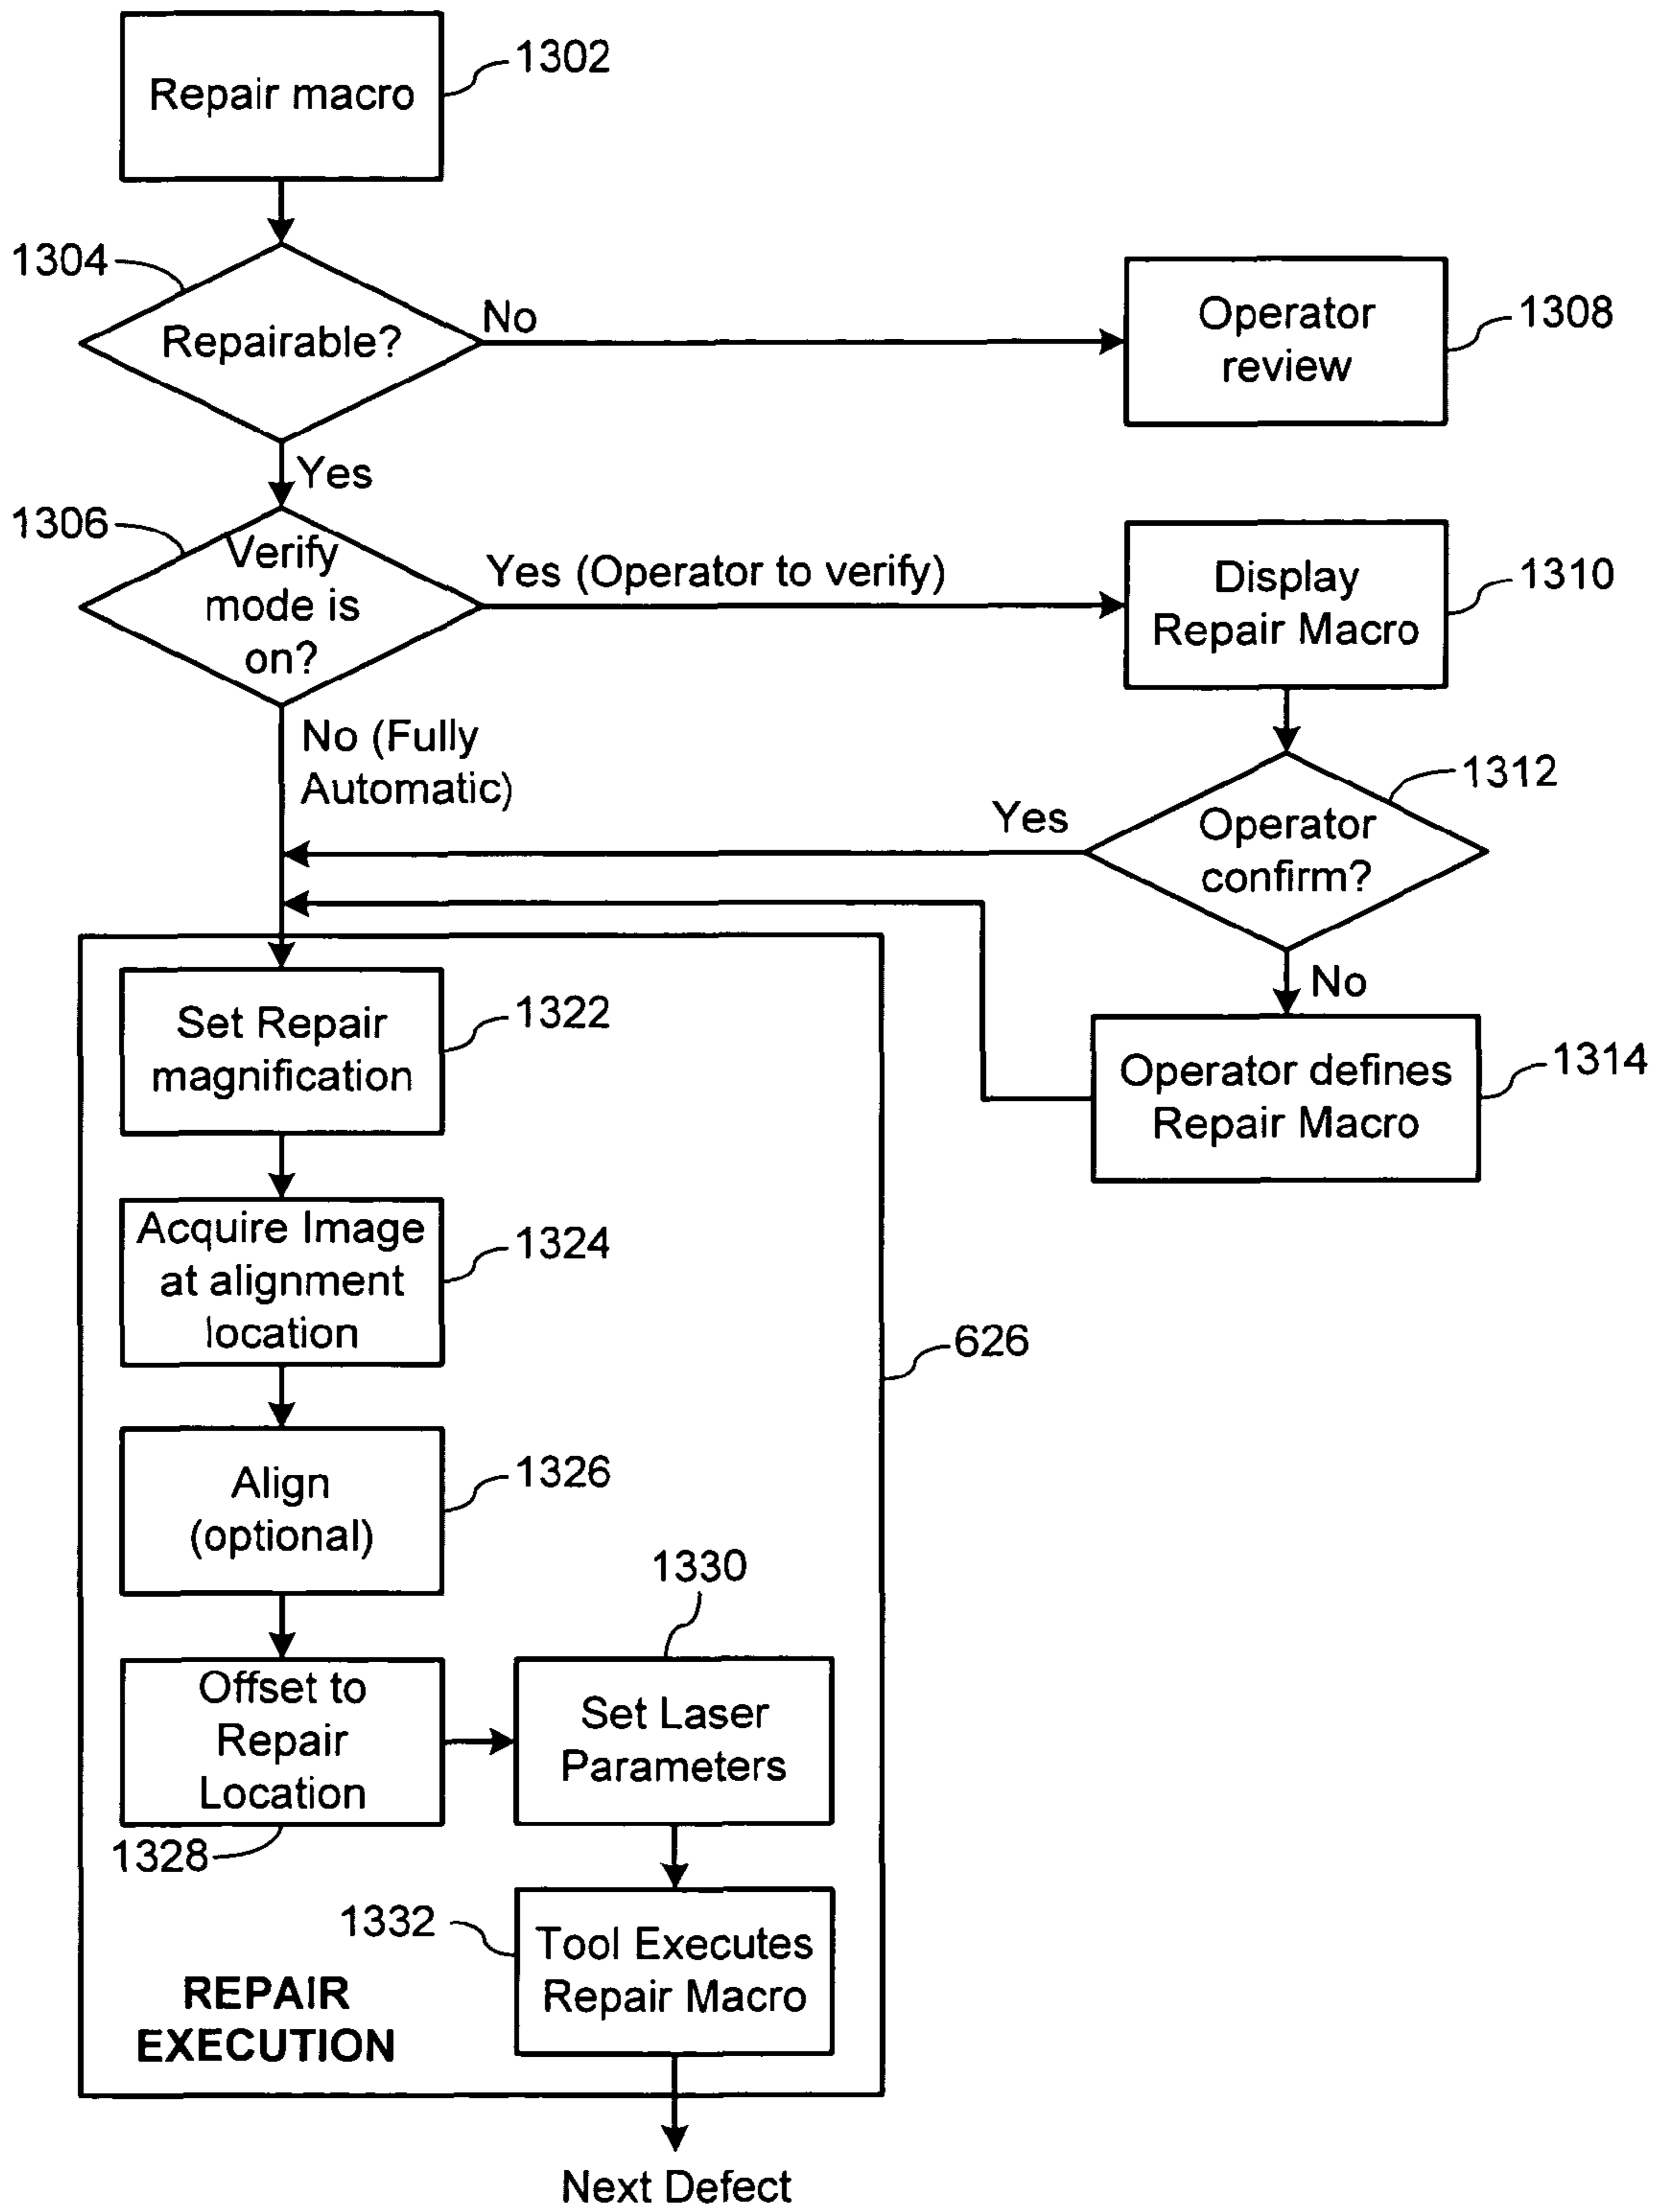 Repair macro
1302
1304
Repairable?
No
Operator
review
1308
Yes
1306
Verify
mode is
on?
Yes (Operator to verify)
Display
Repair Macro
1310
No (Fully
Automatic)
1312
Operator
confirm?
Yes
No
Operator defines
Repair Macro
1314
Set Repair
magnification
1322
Acquire Image
at alignment
location
1324
626
Align
(optional)
1326
Offset to
Repair
Location
1328
1330
Set Laser
Parameters
1332
Tool Executes
Repair Macro
REPAIR
EXECUTION
Next Defect